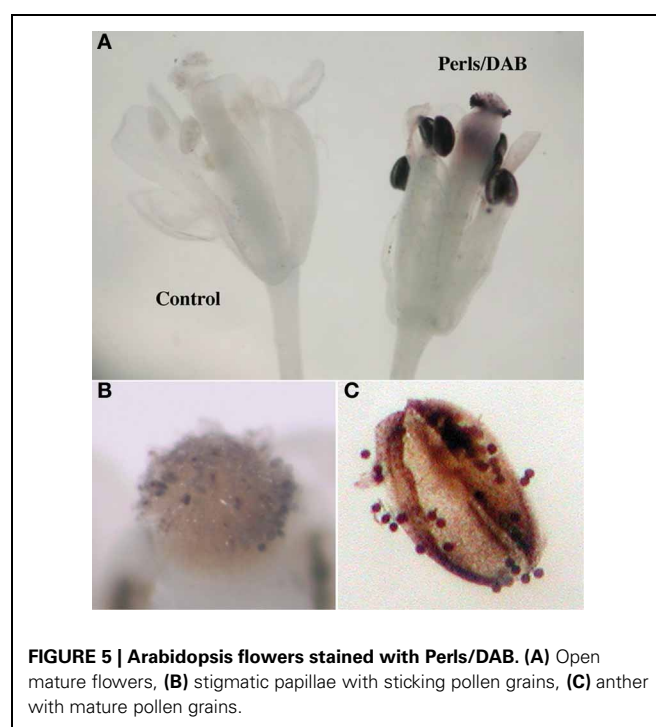 A
Perls/DAB
Control
B
C
FIGURE 5 | Arabidopsis flowers stained with Perls/DAB. (A) Open
mature flowers, (B) stigmatic papillae with sticking pollen grains, (C) anther
with mature pollen grains.